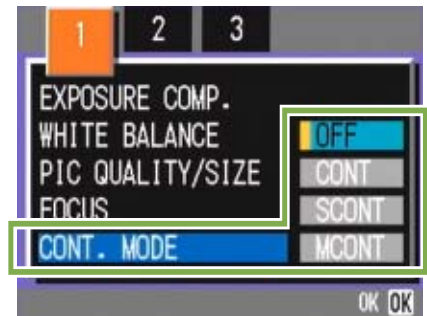 1 2 3
EXPOSURE COMP.
WHITE BALANCE OFF
PIC QUALITY/SIZE CONT
FOCUS SCONT
CONT. MODE MCONT
OK OK